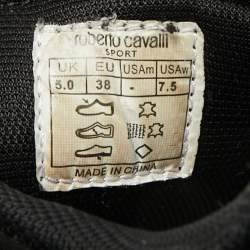 roberto cavalli
SPORT
UK EU USAm USAw
5.0 38 - 7.5
MADE IN CHINA